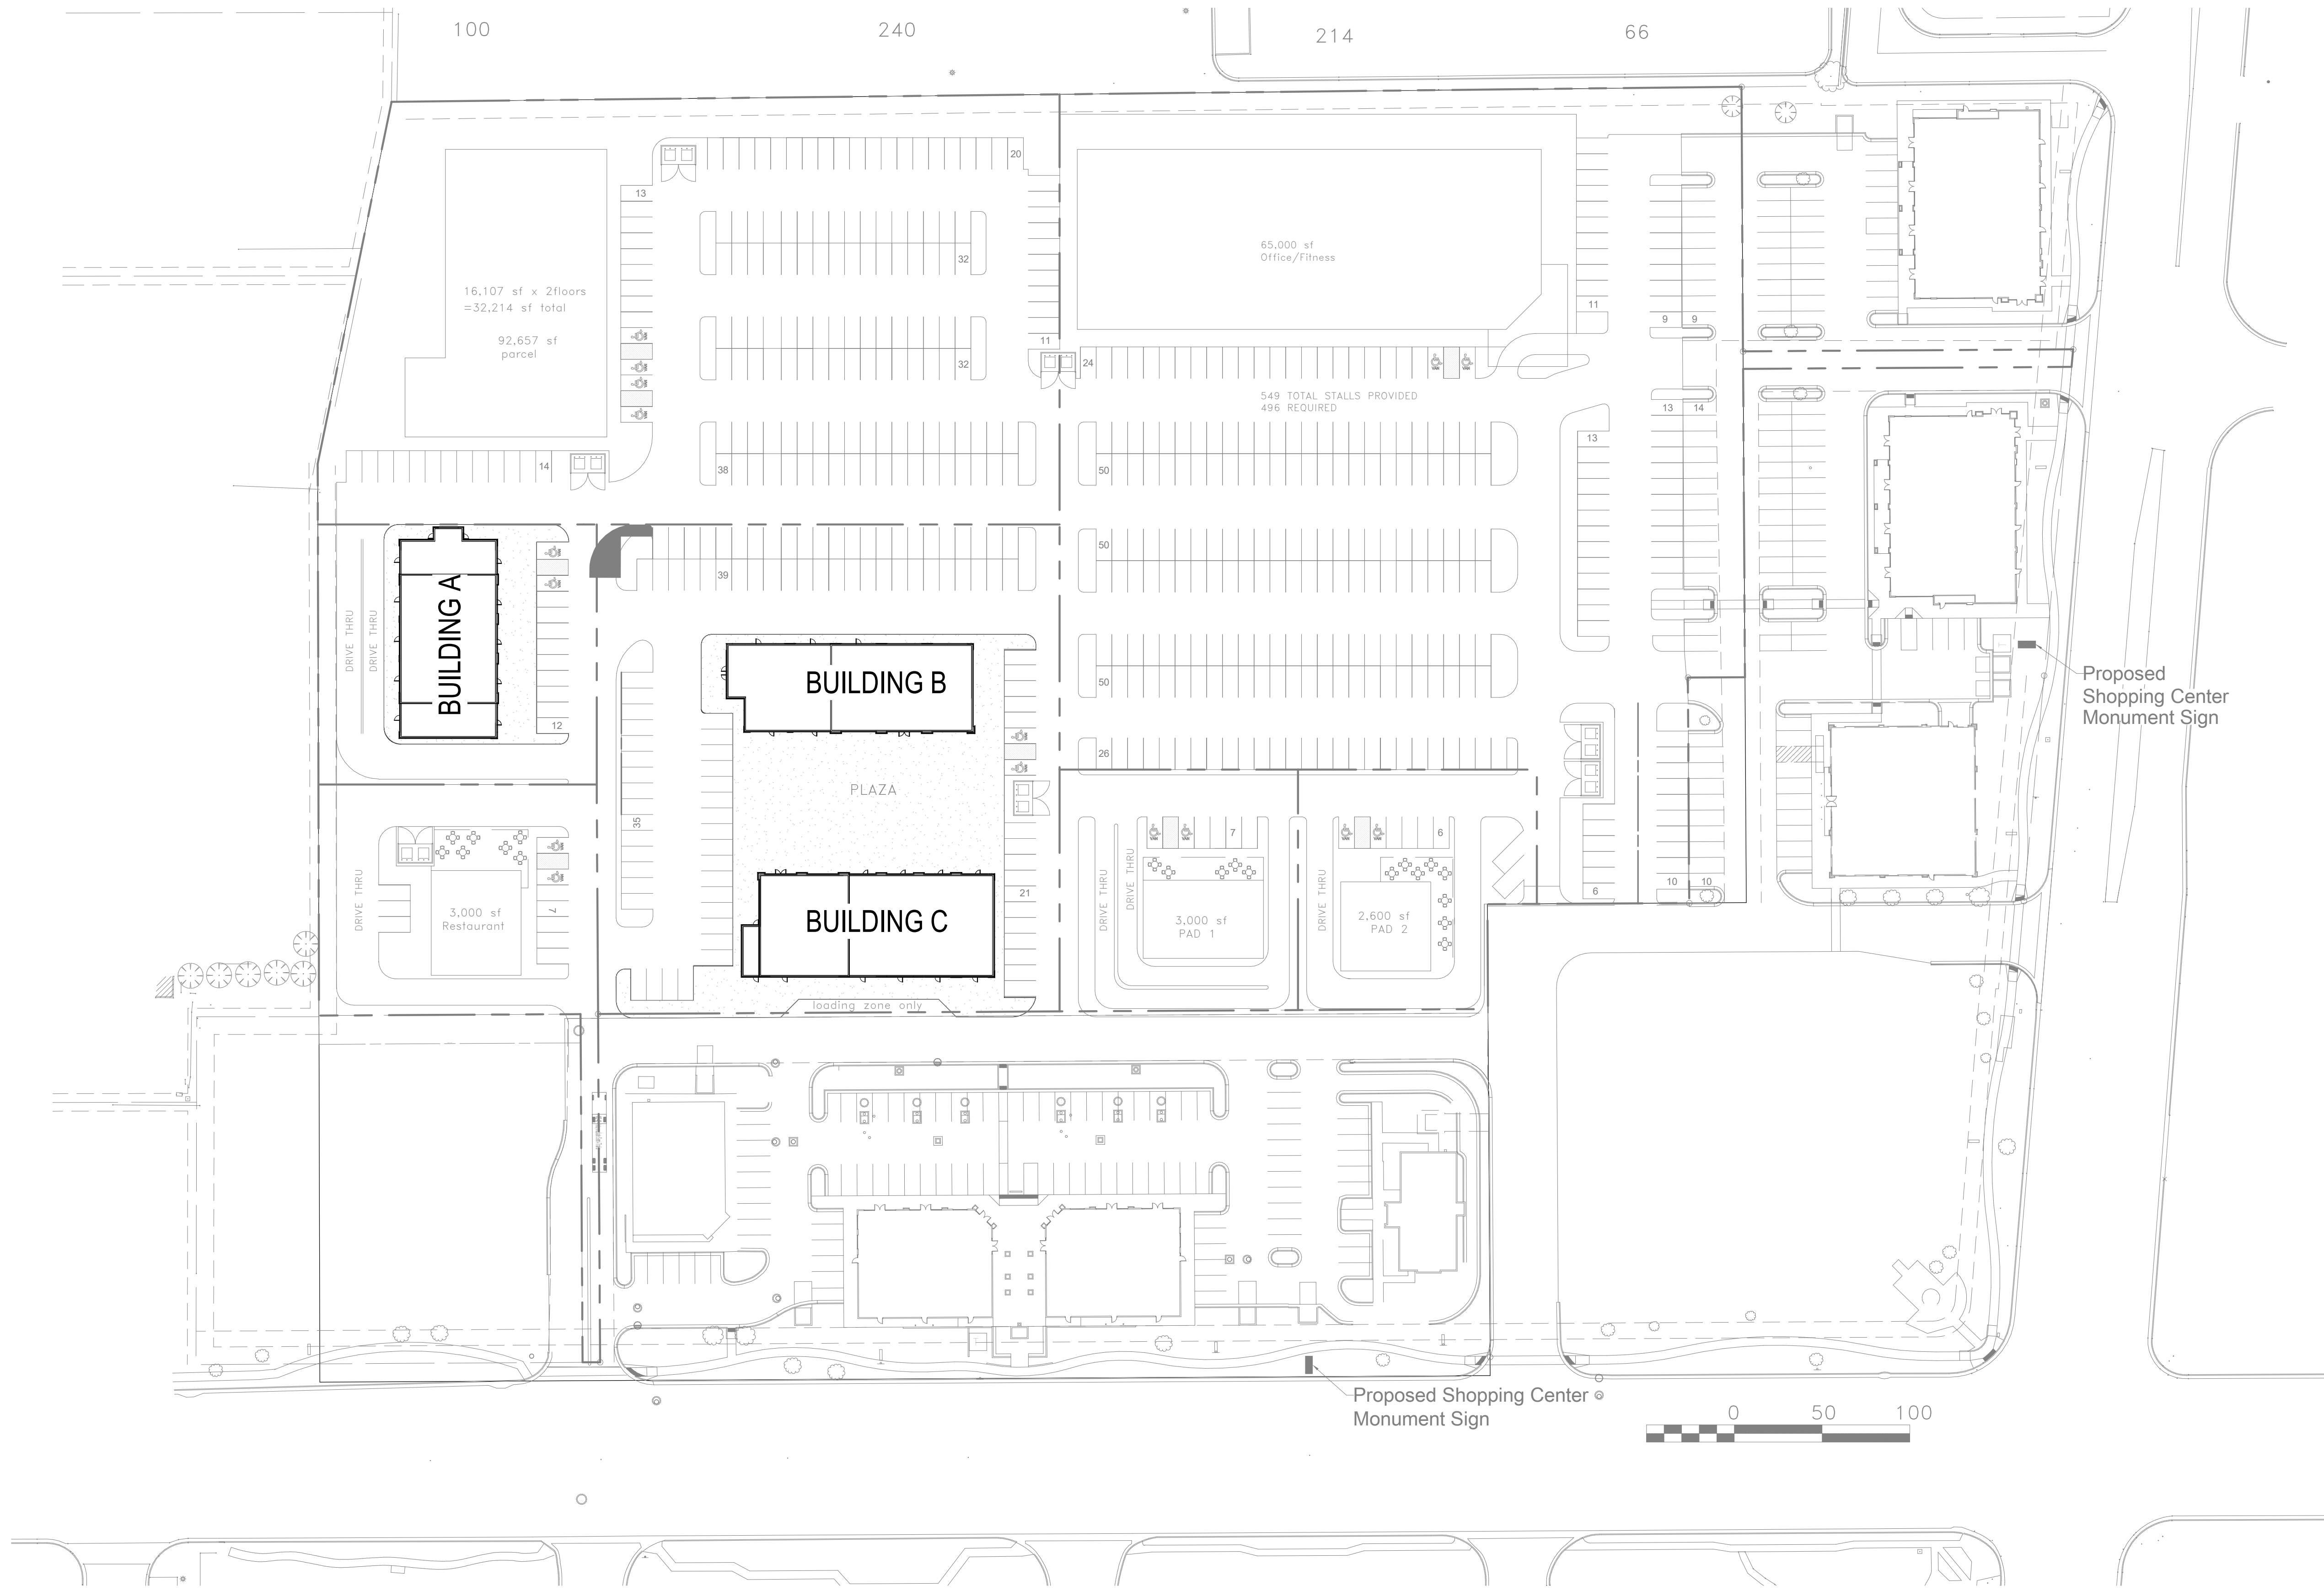 100
240
214
66
20
13
32
65,000 sf
Office/Fitness
16,107 sf x 2floors
=32,214 sf total
92,657 sf
parcel
11
9
9
32
11
24
549 TOTAL STALLS PROVIDED
496 REQUIRED
13
14
13
14
38
50
50
39
DRIVE THRU
DRIVE THRU
BUILDING A
12
BUILDING B
50
Proposed
Shopping Center
Monument Sign
26
PLAZA
35
7
6
DRIVE THRU
DRIVE THRU
DRIVE THRU
DRIVE THRU
3,000 sf
Restaurant
7
BUILDING C
21
3,000 sf
PAD 1
2,600 sf
PAD 2
6
10
10
loading zone only
Proposed Shopping Center
Monument Sign
0
50
100